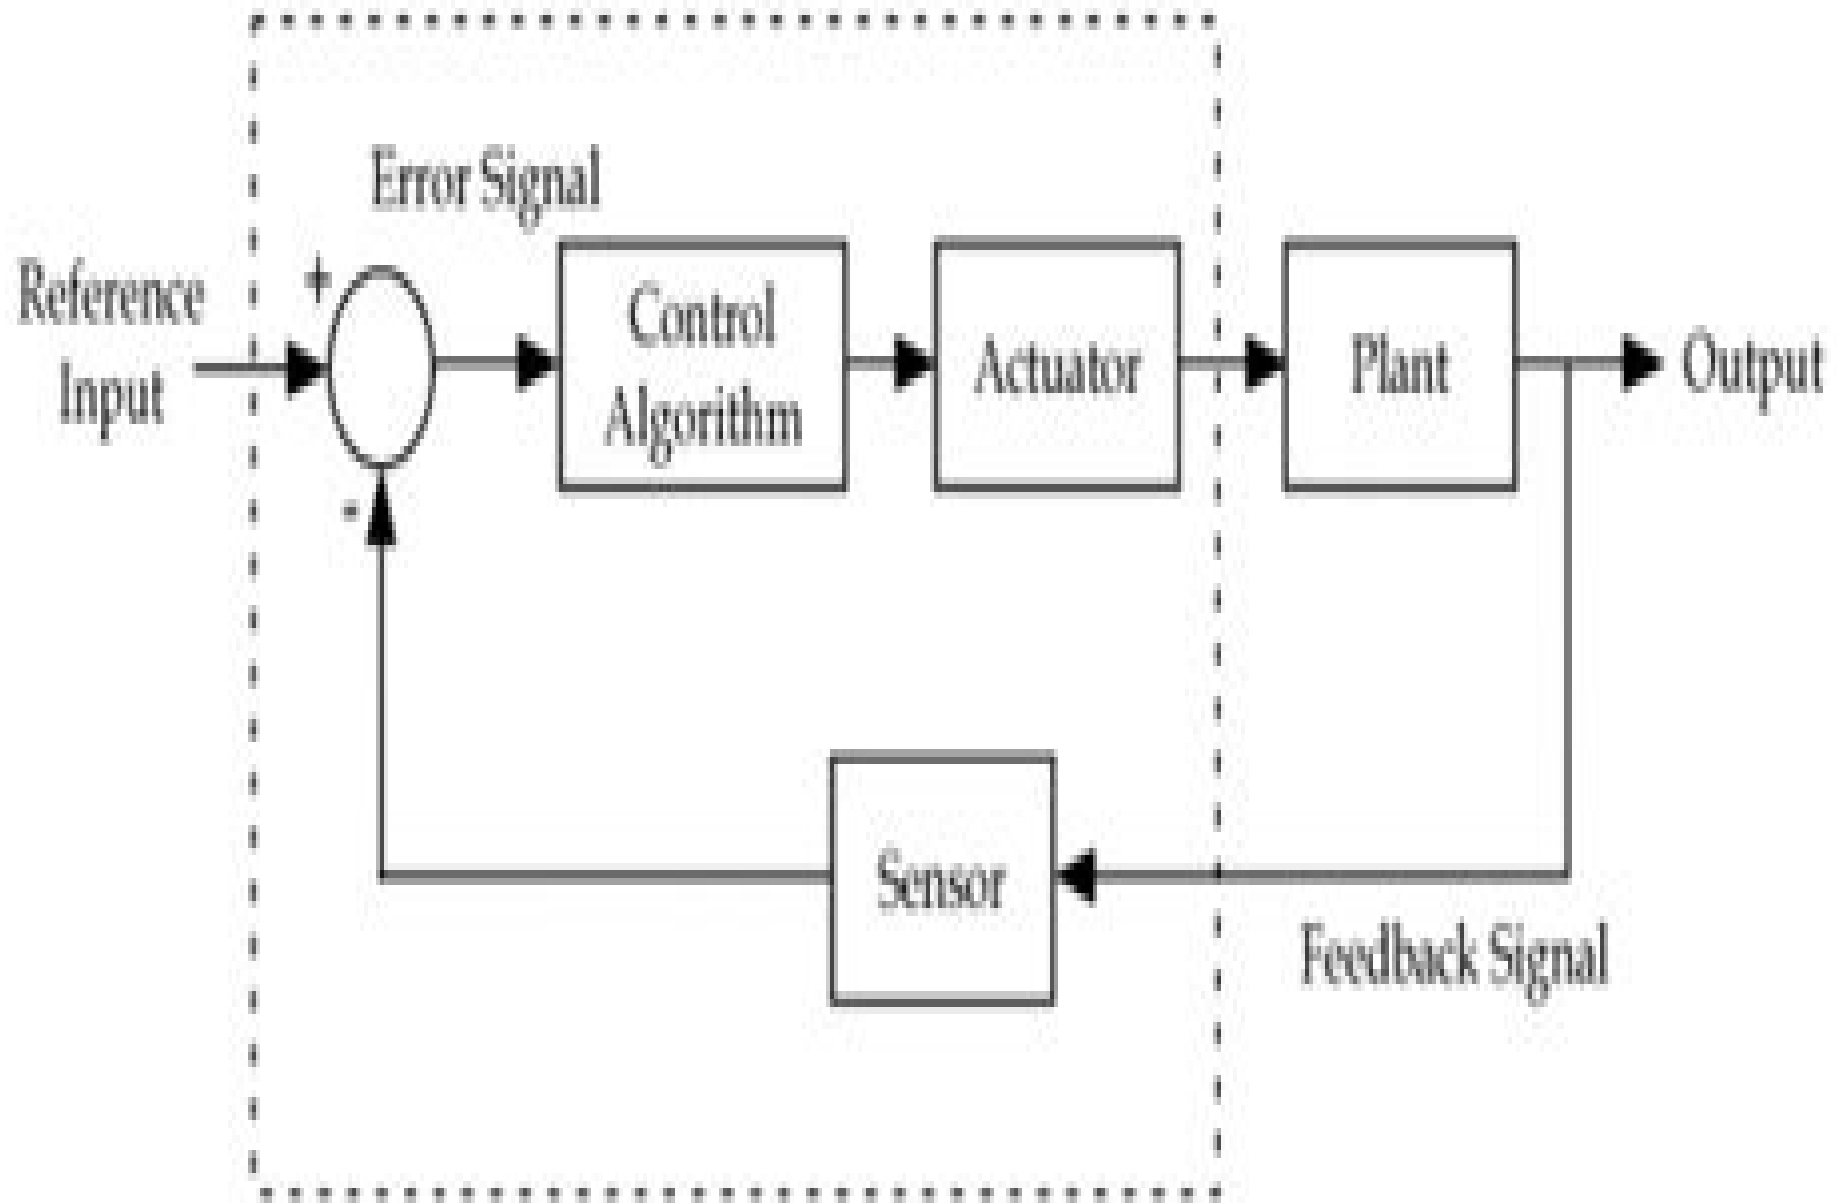 Error Signal
Reference
Input
+
-
Control
Algorithm
Actuator
Plant
Output
Sensor
Feedback Signal